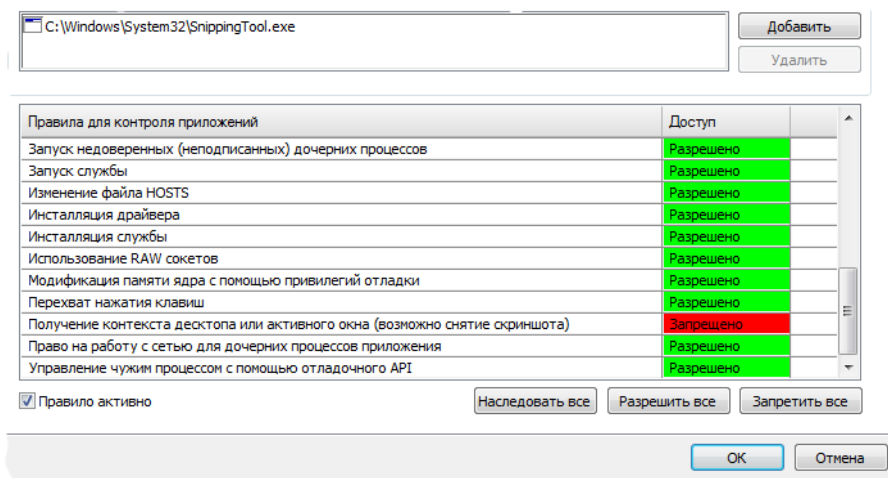 C:\Windows\System32\SnippingTool.exe
Добавить
Удалить
Правила для контроля приложений Доступ
Запуск недоверенных (неподписанных) дочерних процессов Разрешено
Запуск службы Разрешено
Изменение файла HOSTS Разрешено
Инсталляция драйвера Разрешено
Инсталляция службы Разрешено
Использование RAW сокетов Разрешено
Модификация памяти ядра с помощью привилегий отладки Разрешено
Перехват нажатия клавиш Разрешено
Получение контекста десктопа или активного окна (возможно снятие скриншота) Запрещено
Право на работу с сетью для дочерних процессов приложения Разрешено
Управление чужим процессом с помощью отладочного API Разрешено
Правило активно Наследовать все Разрешить все Запретить все
OK Отмена